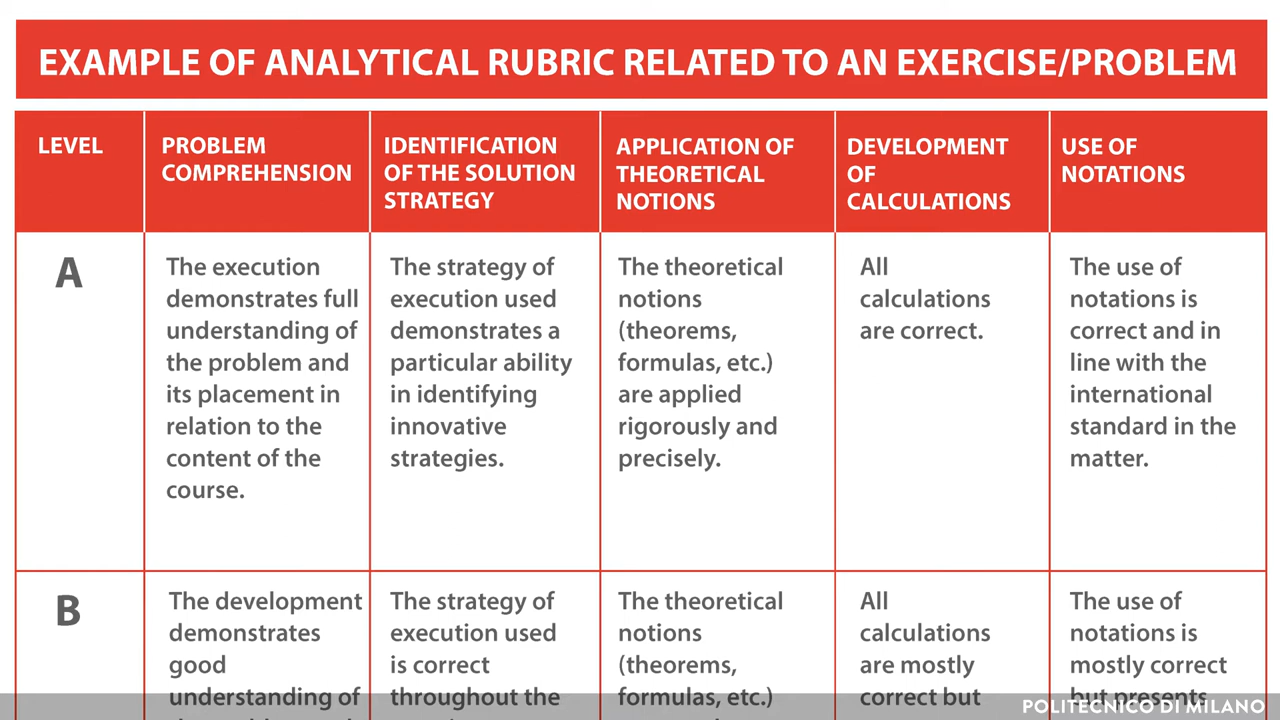 EXAMPLE OF ANALYTICAL RUBRIC RELATED TO AN EXERCISE/PROBLEM
LEVEL
PROBLEM
COMPREHENSION
IDENTIFICATION
OF THE SOLUTION
STRATEGY
APPLICATION OF
THEORETICAL
NOTIONS
DEVELOPMENT
OF
CALCULATIONS
USE OF
NOTATIONS
A
The execution
demonstrates full
understanding of
the problem and
its placement in
relation to the
content of the
course.
The strategy of
execution used
demonstrates a
particular ability
in identifying
innovative
strategies.
The theoretical
notions
(theorems,
formulas, etc.)
are applied
rigorously and
precisely.
All
calculations
are correct.
The use of
notations is
correct and in
line with the
international
standard in the
matter.
B
The development
demonstrates
good
understanding of
The strategy of
execution used
is correct
throughout the
The theoretical
notions
(theorems,
formulas, etc.)
All
calculations
are mostly
correct but
The use of
notations is
mostly correct
but presents
POLITECNICO DI MILANO